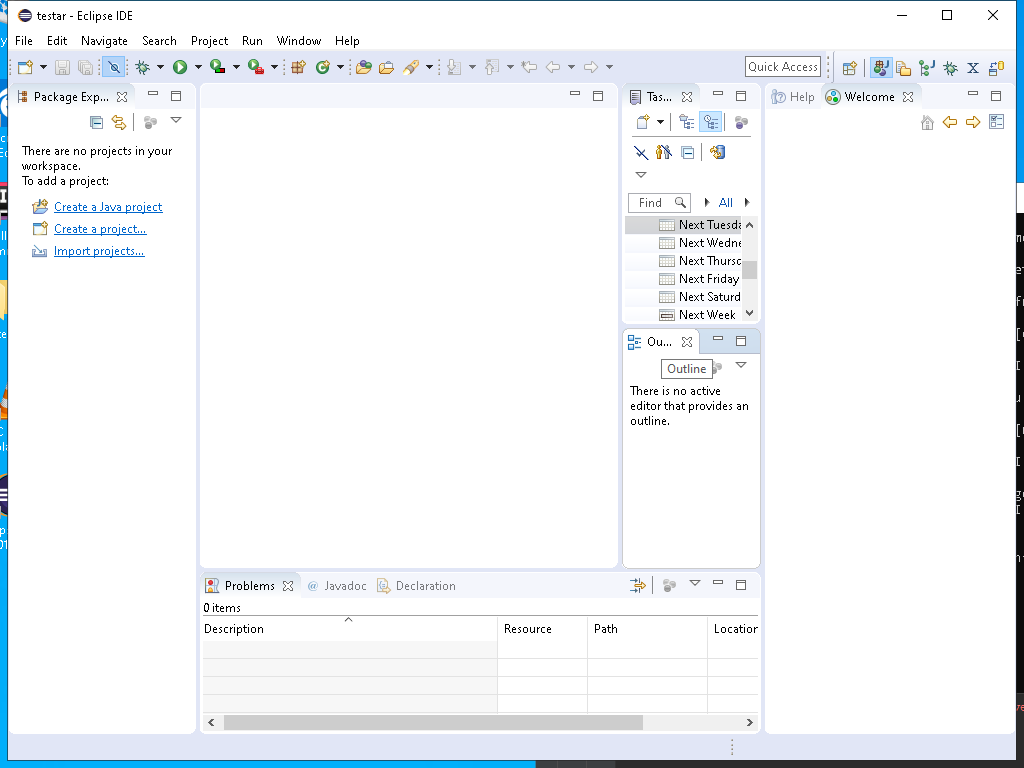 testar - Eclipse IDE
File Edit Navigate Search Project Run Window Help
Quick Access
Package Exp...
There are no projects in your
workspace.
To add a project:
Create a Java project
Create a project...
Import projects...
Tas...
Find
All
Next Tuesda
Next Wedne
Next Thursd
Next Friday
Next Saturd
Next Week
Ou...
Outline
There is no active
editor that provides an
outline.
Help
Welcome
Problems
@ Javadoc
Declaration
0 items
Description Resource Path Location